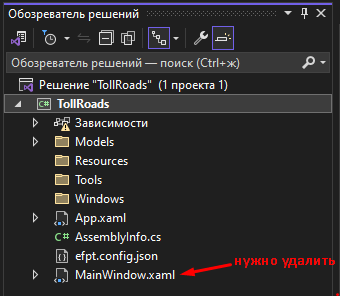 Обозреватель решений
Обозреватель решений — поиск (Ctrl+ж)
Решение "TollRoads" (1 проекта 1)
C# TollRoads
Зависимости
Models
Resources
Tools
Windows
App.xaml
C# AssemblyInfo.cs
efpt.config.json
MainWindow.xaml нужно удалить